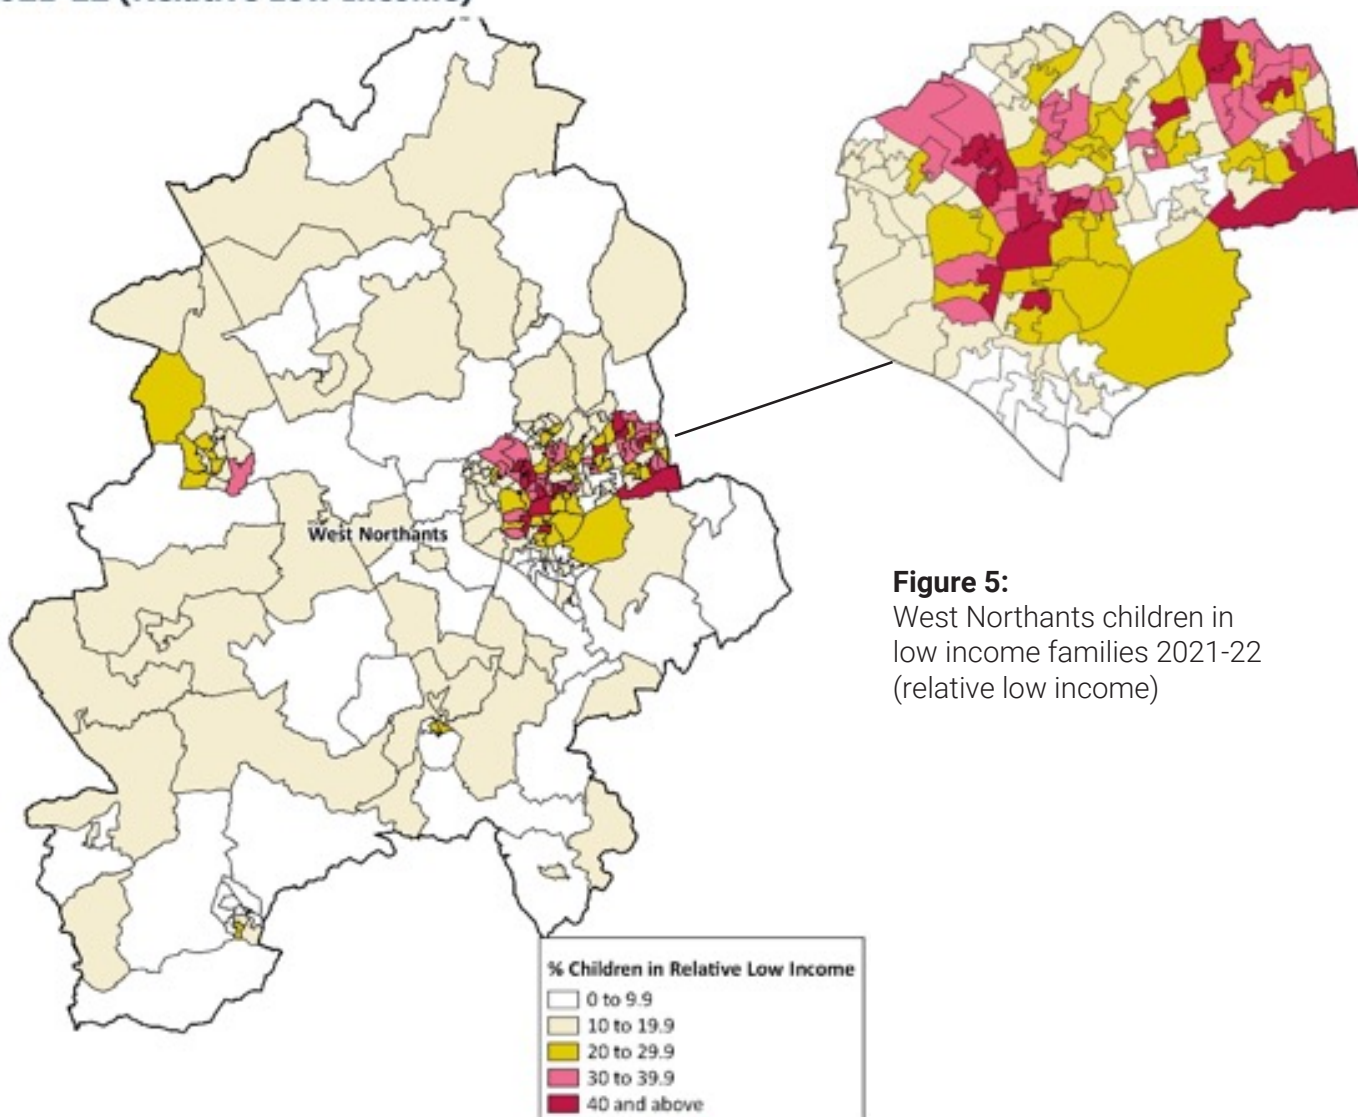 West Northants
Figure 5:
West Northants children in
low income families 2021-22
(relative low income)
% Children in Relative Low Income
0 to 9.9
10 to 19.9
20 to 29.9
30 to 39.9
40 and above